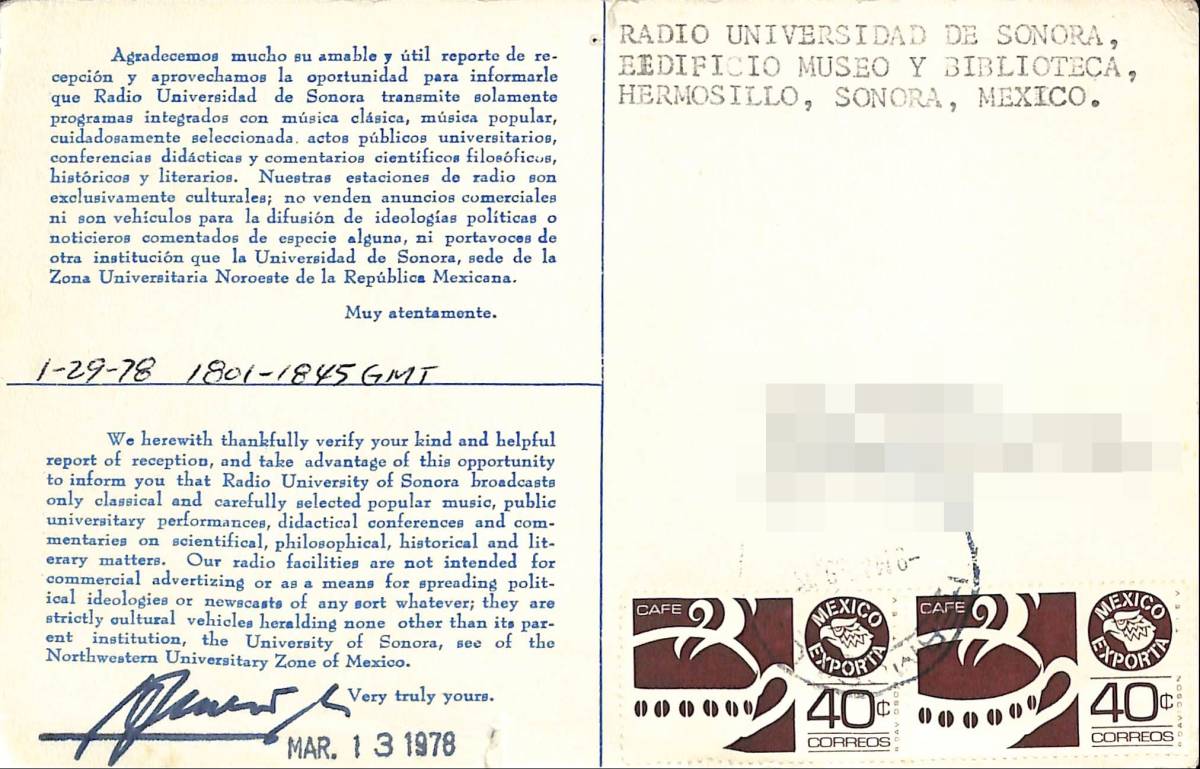 Agradecemos mucho su amable y útil reporte de re-
cepción y aprovechamos la oportunidad para informarle
que Radio Universidad de Sonora transmite solamente
programas integrados con música clásica, música popular,
cuidadosamente seleccionada. actos públicos universitarios,
conferencias didácticas y comentarios científicos filosóficos,
históricos y literarios. Nuestras estaciones de radio son
exclusivamente culturales; no venden anuncios comerciales
ni son vehículos para la difusión de ideologías políticas o
noticieros comentados de especie alguna, ni portavoces de
otra institución que la Universidad de Sonora, sede de la
Zona Universitaria Noroeste de la República Mexicana.
Muy atentamente.
1-29-78 1801-1845 GMT
We herewith thankfully verify your kind and helpful
report of reception, and take advantage of this opportunity
to inform you that Radio University of Sonora broadcasts
only classical and carefully selected popular music, public
universitary performances, didactical conferences and com-
mentaries on scientifical, philosophical, historical and lit-
erary matters. Our radio facilities are not intended for
commercial advertizing or as a means for spreading polit-
ical ideologies or newscasts of any sort whatever; they are
strictly cultural vehicles heralding none other than its par-
ent institution, the University of Sonora, see of the
Northwestern Universitary Zone of Mexico.
Very truly yours.
MAR. 13 1978
RADIO UNIVERSIDAD DE SONORA,
EEDIFICIO MUSEO Y BIBLIOTECA,
HERMOSILLO, SONORA, MEXICO.
CAFE
MEXICO
EXPORTA
40¢
CORREOS
CAFE
MEXICO
EXPORTA
40¢
CORREOS